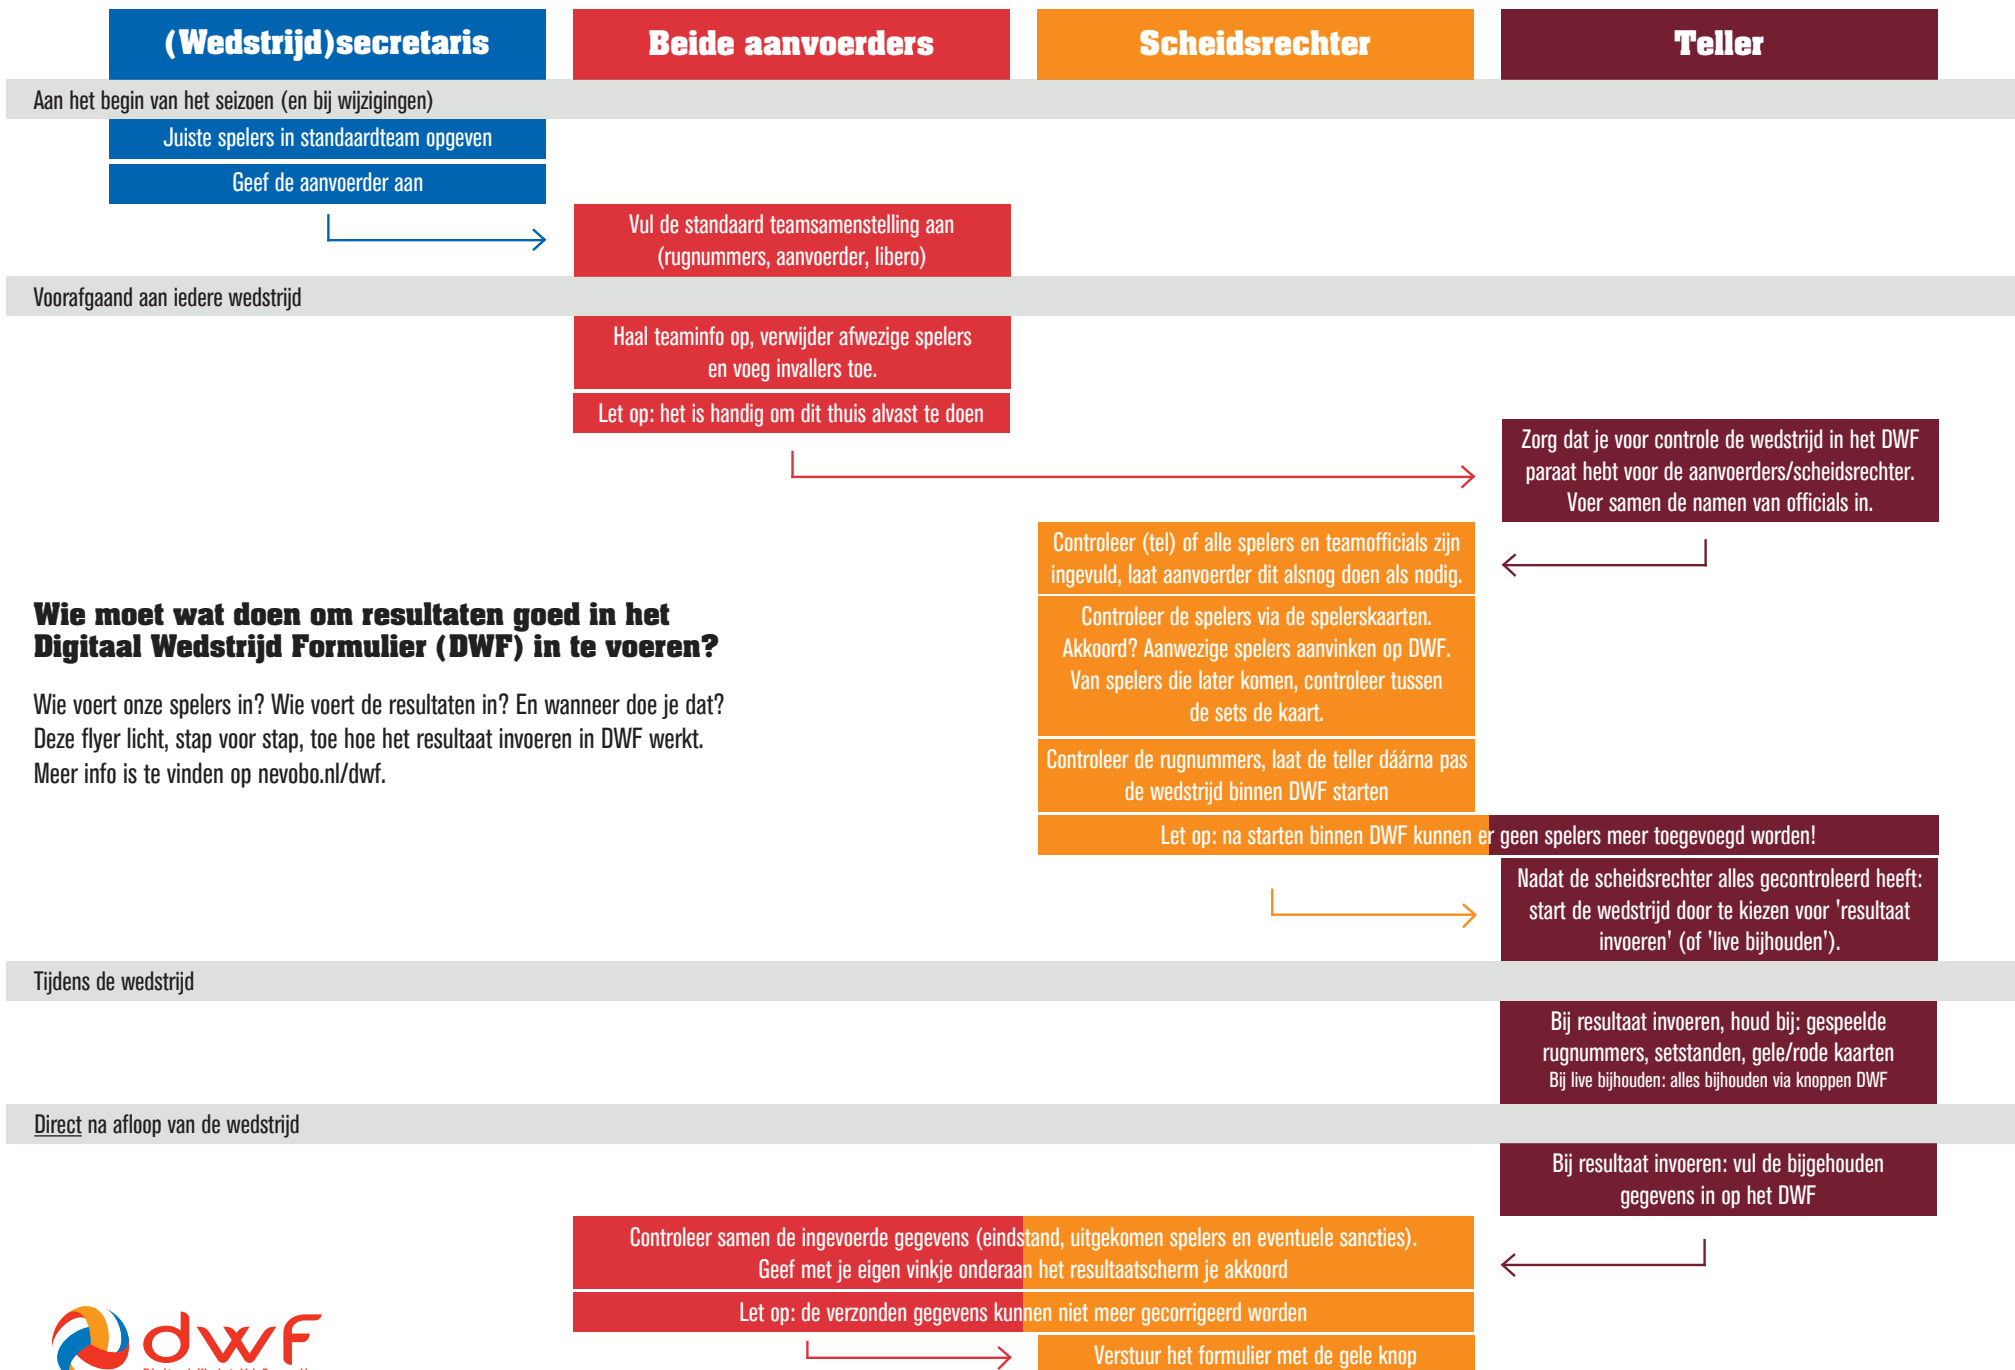 (Wedstrijd)secretaris
Beide aanvoerders
Scheidsrechter
Teller
Aan het begin van het seizoen (en bij wijzigingen)
Juiste spelers in standaardteam opgeven
Geef de aanvoerder aan
Vul de standaard teamsamenstelling aan
(rugnummers, aanvoerder, libero)
Voorafgaand aan iedere wedstrijd
Haal teaminfo op, verwijder afwezige spelers
en voeg invallers toe.
Let op: het is handig om dit thuis alvast te doen
Zorg dat je voor controle de wedstrijd in het DWF
paraat hebt voor de aanvoerders/scheidsrechter.
Voer samen de namen van officials in.
Controleer (tel) of alle spelers en teamofficials zijn
ingevuld, laat aanvoerder dit alsnog doen als nodig.
Controleer de spelers via de spelerskaarten.
Akkoord? Aanwezige spelers aanvinken op DWF.
Van spelers die later komen, controleer tussen
de sets de kaart.
Controleer de rugnummers, laat de teller dáárna pas
de wedstrijd binnen DWF starten
Let op: na starten binnen DWF kunnen er geen spelers meer toegevoegd worden!
Wie moet wat doen om resultaten goed in het
Digitaal Wedstrijd Formulier (DWF) in te voeren?
Wie voert onze spelers in? Wie voert de resultaten in? En wanneer doe je dat?
Deze flyer licht, stap voor stap, toe hoe het resultaat invoeren in DWF werkt.
Meer info is te vinden op nevobo.nl/dwf.
Nadat de scheidsrechter alles gecontroleerd heeft:
start de wedstrijd door te kiezen voor 'resultaat
invoeren' (of 'live bijhouden').
Tijdens de wedstrijd
Bij resultaat invoeren, houd bij: gespeelde
rugnummers, setstanden, gele/rode kaarten
Bij live bijhouden: alles bijhouden via knoppen DWF
Direct na afloop van de wedstrijd
Bij resultaat invoeren: vul de bijgehouden
gegevens in op het DWF
Controleer samen de ingevoerde gegevens (eindstand, uitgekomen spelers en eventuele sancties).
Geef met je eigen vinkje onderaan het resultaatscherm je akkoord
Let op: de verzonden gegevens kunnen niet meer gecorrigeerd worden
Verstuur het formulier met de gele knop
dwf